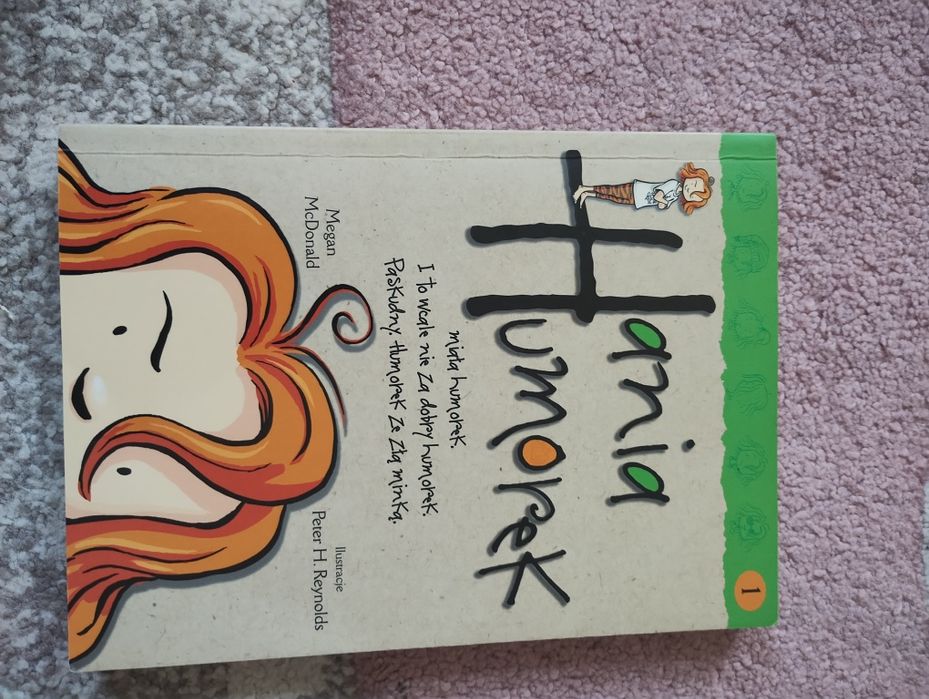 1
Hania
Humorek
miała humorek.
I to wcale nie za dobry humorek.
Paskudny. Humorek ze złą minką.
Megan
McDonald
Ilustracje
Peter H. Reynolds